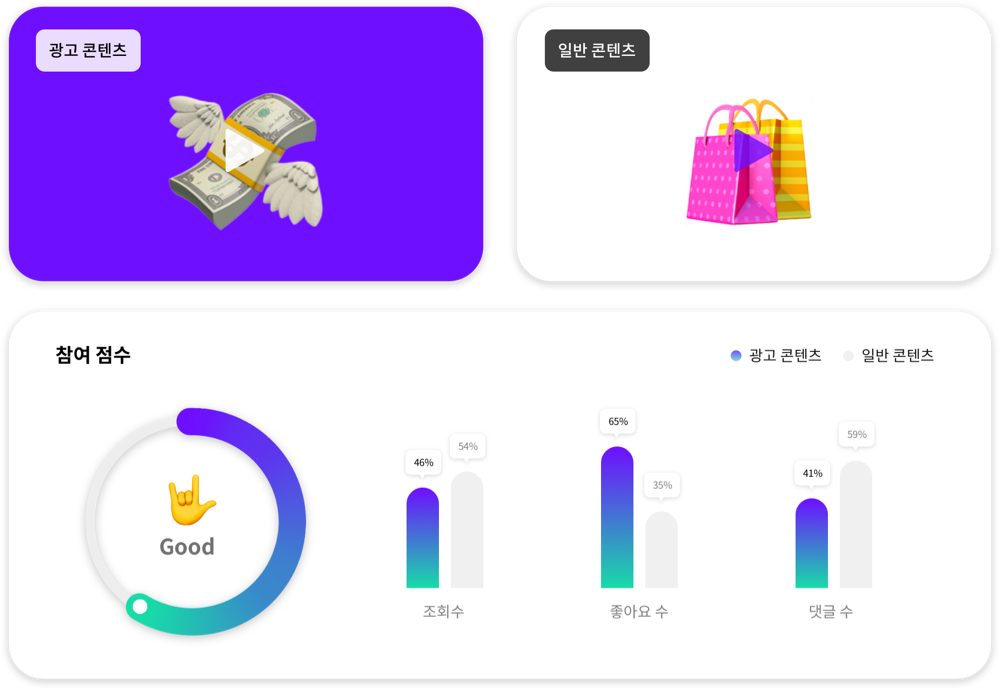 광고 콘텐츠
일반 콘텐츠
참여 점수
광고 콘텐츠
일반 콘텐츠
Good
46%
54%
조회수
65%
35%
좋아요 수
41%
59%
댓글 수